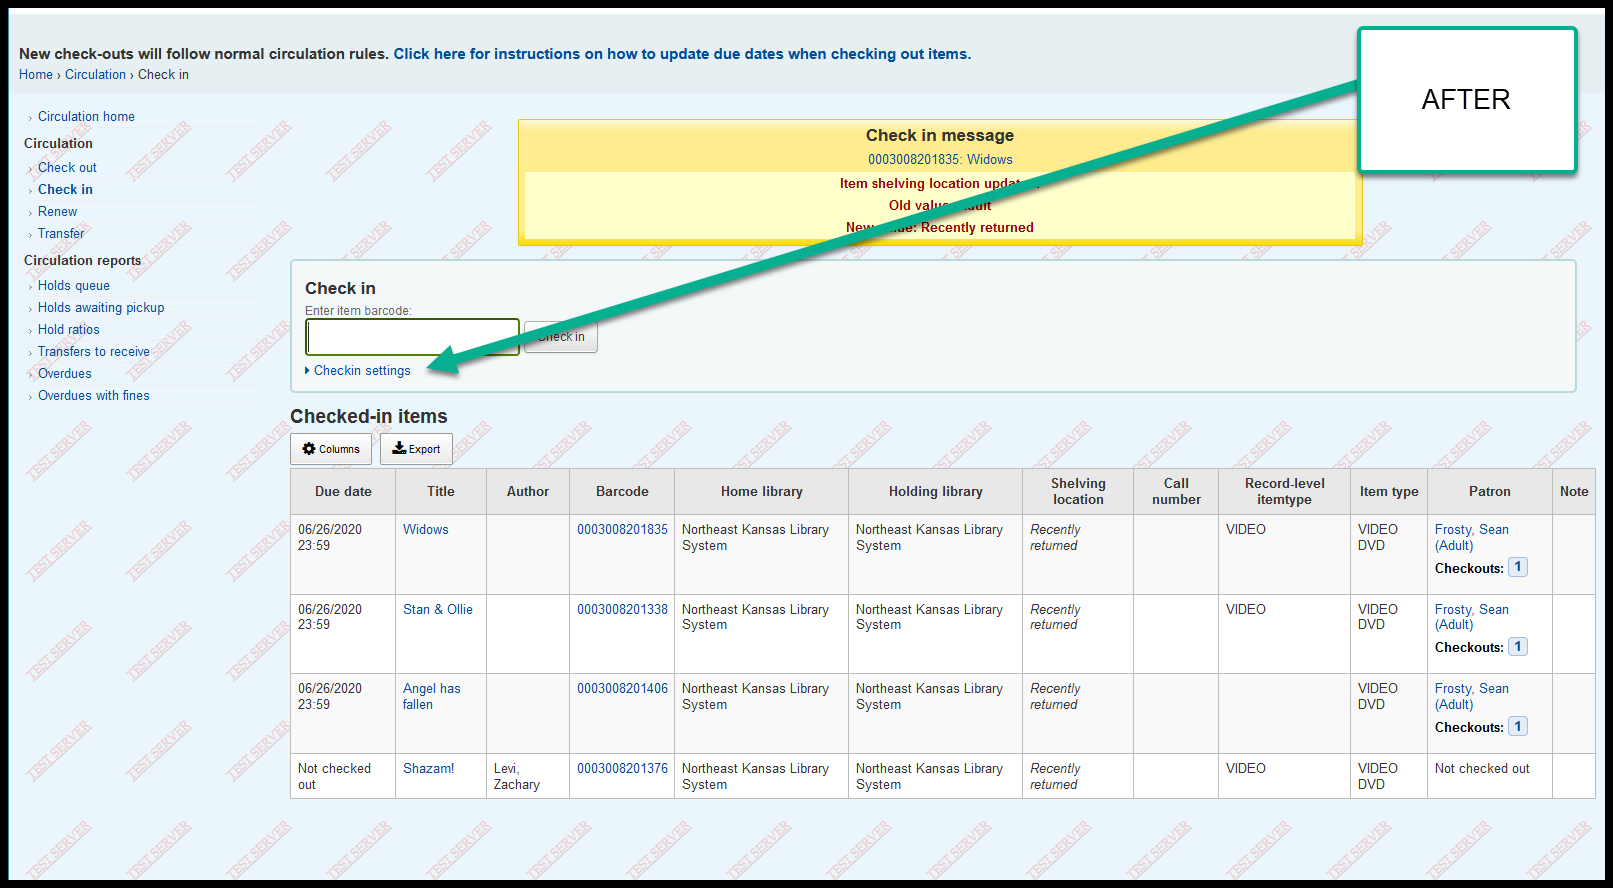 New check-outs will follow normal circulation rules. Click here for instructions on how to update due dates when checking out items.
Home › Circulation › Check in
AFTER
› Circulation home
Circulation
› Check out
› Check in
› Renew
› Transfer
Circulation reports
› Holds queue
› Holds awaiting pickup
› Hold ratios
› Transfers to receive
› Overdues
› Overdues with fines
Check in message
0003008201835: Widows
Item shelving location updated.
Old value: Adult
New value: Recently returned
Check in
Enter item barcode:
Check in
Checkin settings
Checked-in items
Columns Export
Due date Title Author Barcode Home library Holding library Shelving location Call number Record-level itemtype Item type Patron Note
06/26/2020 Widows 0003008201835 Northeast Kansas Library Northeast Kansas Library Recently VIDEO VIDEO Frosty, Sean
23:59 System System returned DVD (Adult)
Checkouts: 1
06/26/2020 Stan & Ollie 0003008201338 Northeast Kansas Library Northeast Kansas Library Recently VIDEO VIDEO Frosty, Sean
23:59 System System returned DVD (Adult)
Checkouts: 1
06/26/2020 Angel has 0003008201406 Northeast Kansas Library Northeast Kansas Library Recently VIDEO Frosty, Sean
23:59 fallen System System returned DVD (Adult)
Checkouts: 1
Not checked Shazam! Levi, 0003008201376 Northeast Kansas Library Northeast Kansas Library Recently VIDEO VIDEO Not checked out
out Zachary System System returned DVD
TEST SERVER